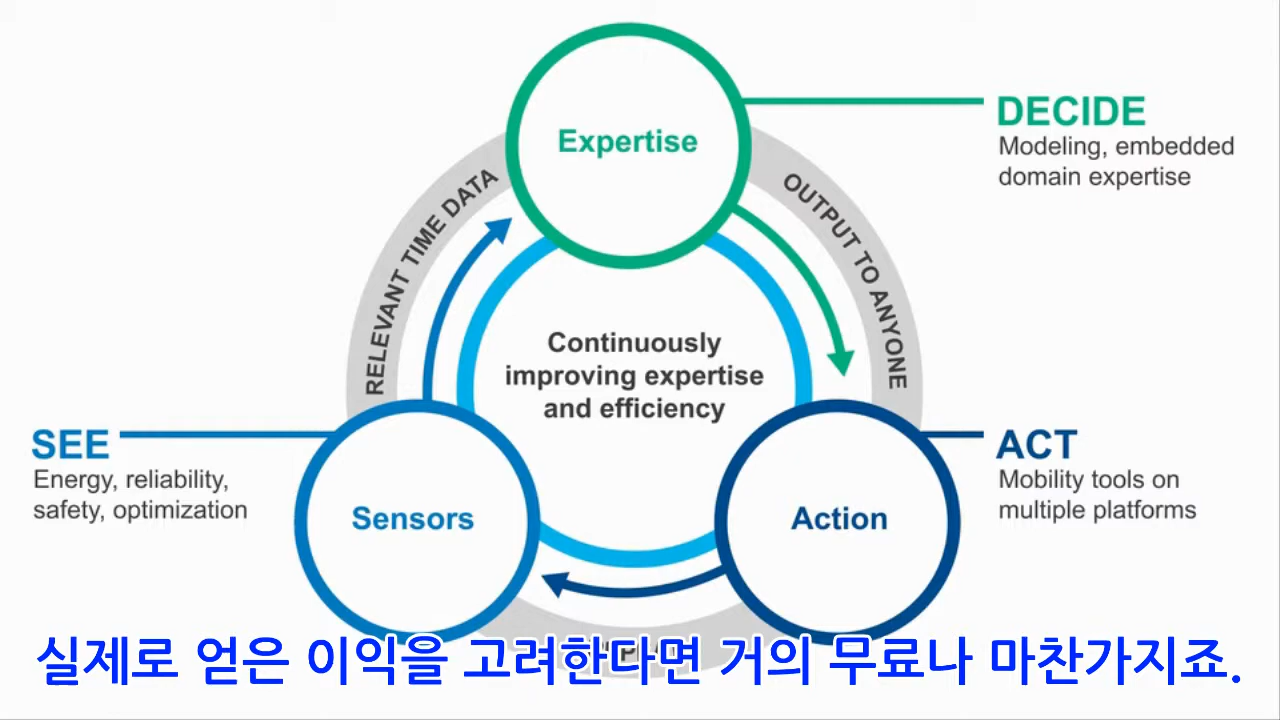 Expertise
DECIDE
Modeling, embedded
domain expertise
RELEVANT TIME DATA
OUTPUT TO ANYONE
Continuously
improving expertise
and efficiency
SEE
Energy, reliability,
safety, optimization
Sensors
ACT
Mobility tools on
multiple platforms
Action
실제로 얻은 이익을 고려한다면 거의 무료나 마찬가지죠.